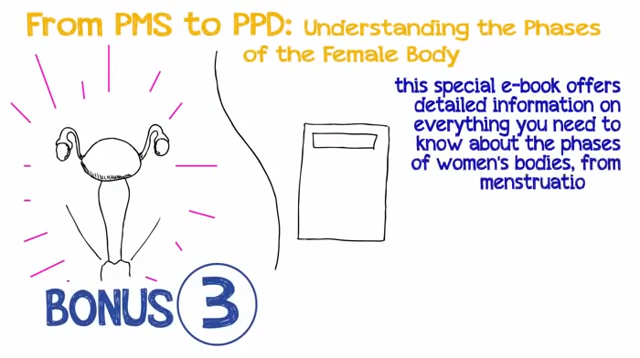 From PMS to PPD: Understanding the Phases
of the Female Body
this special e-book offers
detailed information on
everything you need to
know about the phases
of women's bodies, from
menstruatio
BONUS 3